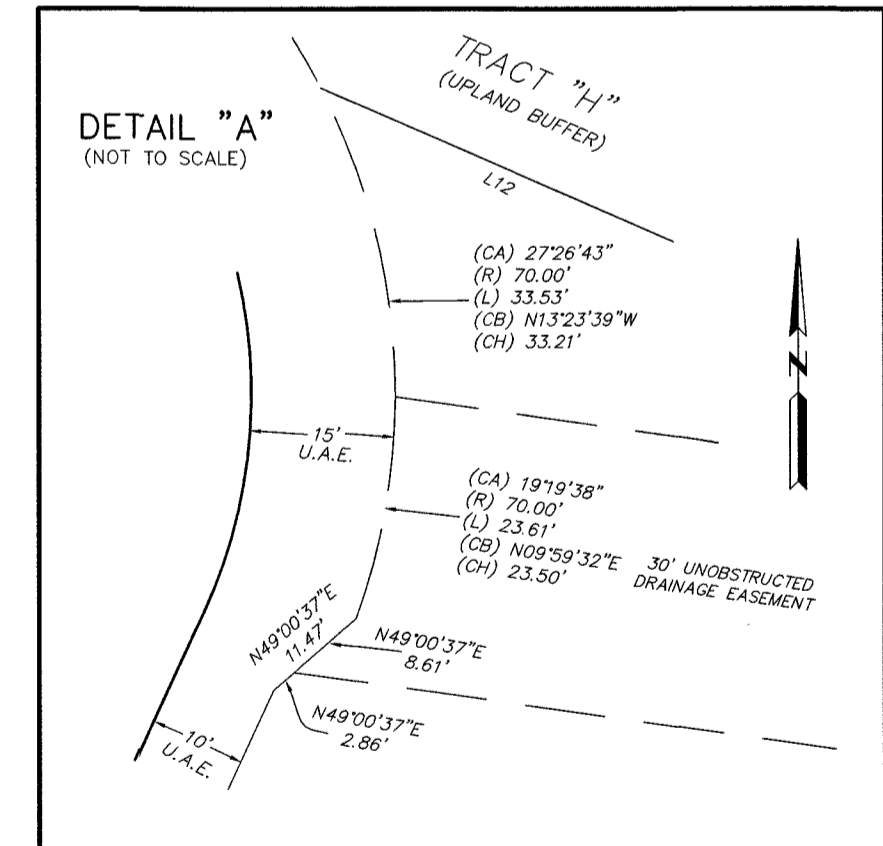 TRACT "H"
(UPLAND BUFFER)
DETAIL "A"
(NOT TO SCALE)
L12
(CA) 27°26'43"
(R) 70.00'
(L) 33.53'
(CB) N13°23'39"W
(CH) 33.21'
N
15'
U.A.E.
(CA) 19°19'38"
(R) 70.00'
(L) 23.61'
(CB) N09°59'32"E
(CH) 23.50'
30' UNOBSTRUCTED
DRAINAGE EASEMENT
N49°00'37"E
11.47'
N49°00'37"E
8.61'
N49°00'37"E
2.86'
10'
U.A.E.